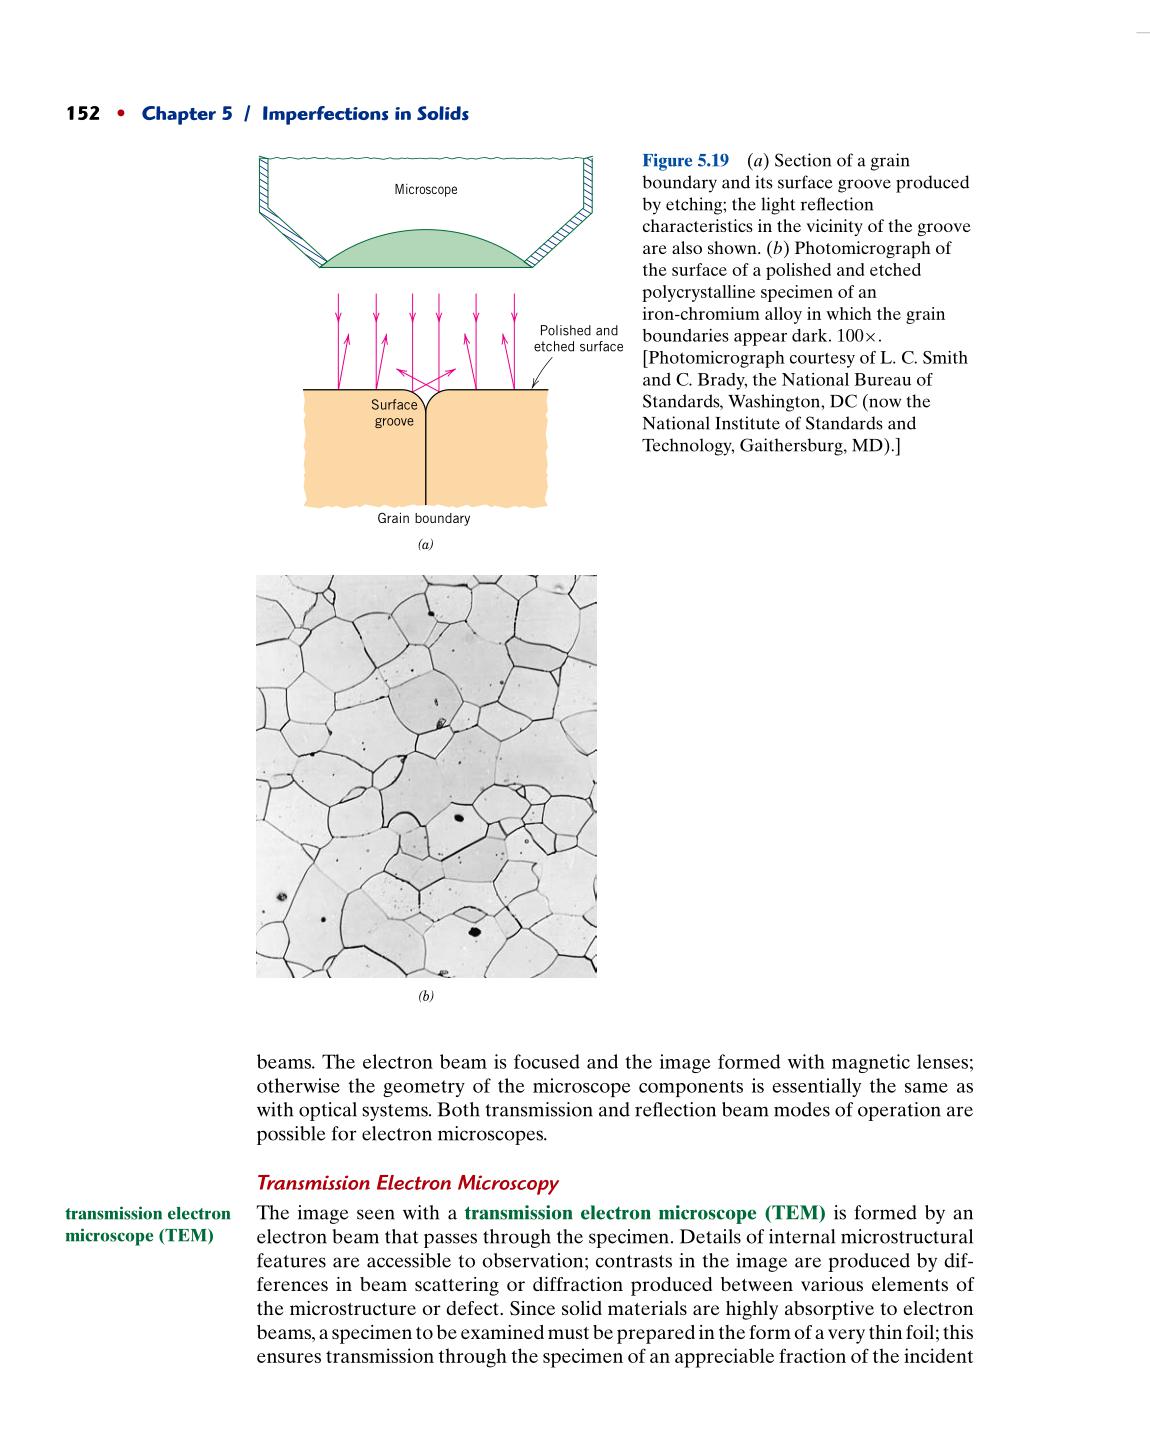 152 • Chapter 5 / Imperfections in Solids
Microscope
Polished and
etched surface
Surface
groove
Grain boundary
(a)
Figure 5.19 (a) Section of a grain
boundary and its surface groove produced
by etching; the light reflection
characteristics in the vicinity of the groove
are also shown. (b) Photomicrograph of
the surface of a polished and etched
polycrystalline specimen of an
iron-chromium alloy in which the grain
boundaries appear dark. 100×.
[Photomicrograph courtesy of L. C. Smith
and C. Brady, the National Bureau of
Standards, Washington, DC (now the
National Institute of Standards and
Technology, Gaithersburg, MD).]
(b)
beams. The electron beam is focused and the image formed with magnetic lenses;
otherwise the geometry of the microscope components is essentially the same as
with optical systems. Both transmission and reflection beam modes of operation are
possible for electron microscopes.
Transmission Electron Microscopy
transmission electron
microscope (TEM)
The image seen with a transmission electron microscope (TEM) is formed by an
electron beam that passes through the specimen. Details of internal microstructural
features are accessible to observation; contrasts in the image are produced by dif-
ferences in beam scattering or diffraction produced between various elements of
the microstructure or defect. Since solid materials are highly absorptive to electron
beams, a specimen to be examined must be prepared in the form of a very thin foil; this
ensures transmission through the specimen of an appreciable fraction of the incident